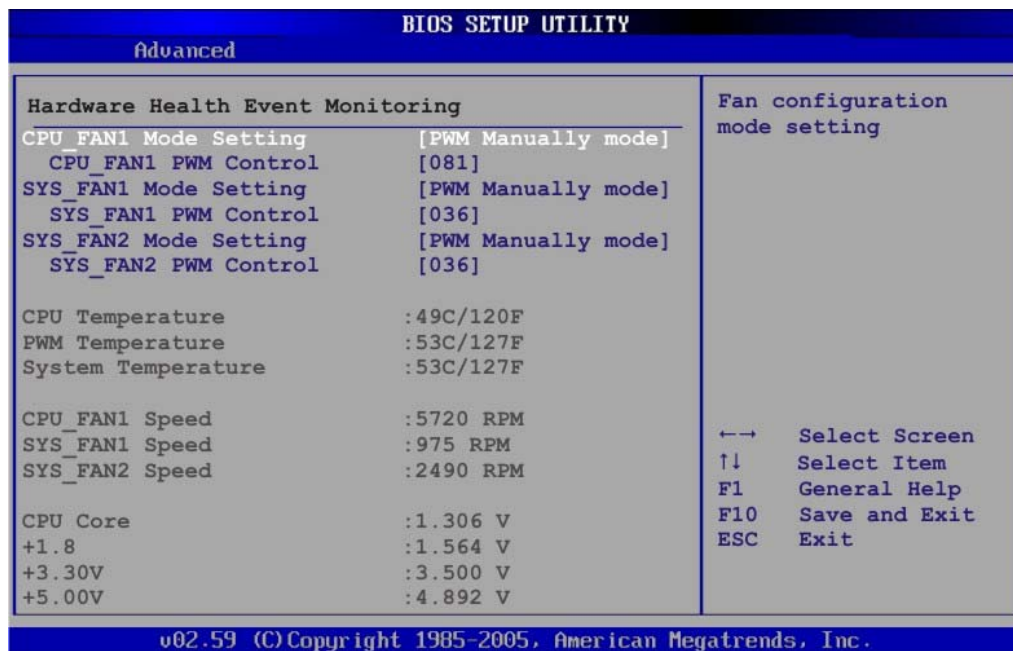 BIOS SETUP UTILITY
Advanced
Hardware Health Event Monitoring
CPU_FAN1 Mode Setting [PWM Manually mode]
CPU_FAN1 PWM Control [081]
SYS_FAN1 Mode Setting [PWM Manually mode]
SYS_FAN1 PWM Control [036]
SYS_FAN2 Mode Setting [PWM Manually mode]
SYS_FAN2 PWM Control [036]
CPU Temperature :49C/120F
PWM Temperature :53C/127F
System Temperature :53C/127F
CPU_FAN1 Speed :5720 RPM
SYS_FAN1 Speed :975 RPM
SYS_FAN2 Speed :2490 RPM
CPU Core :1.306 V
+1.8 :1.564 V
+3.30V :3.500 V
+5.00V :4.892 V
Fan configuration
mode setting
←→ Select Screen
↑↓ Select Item
F1 General Help
F10 Save and Exit
ESC Exit
v02.59 (C)Copyright 1985-2005, American Megatrends, Inc.